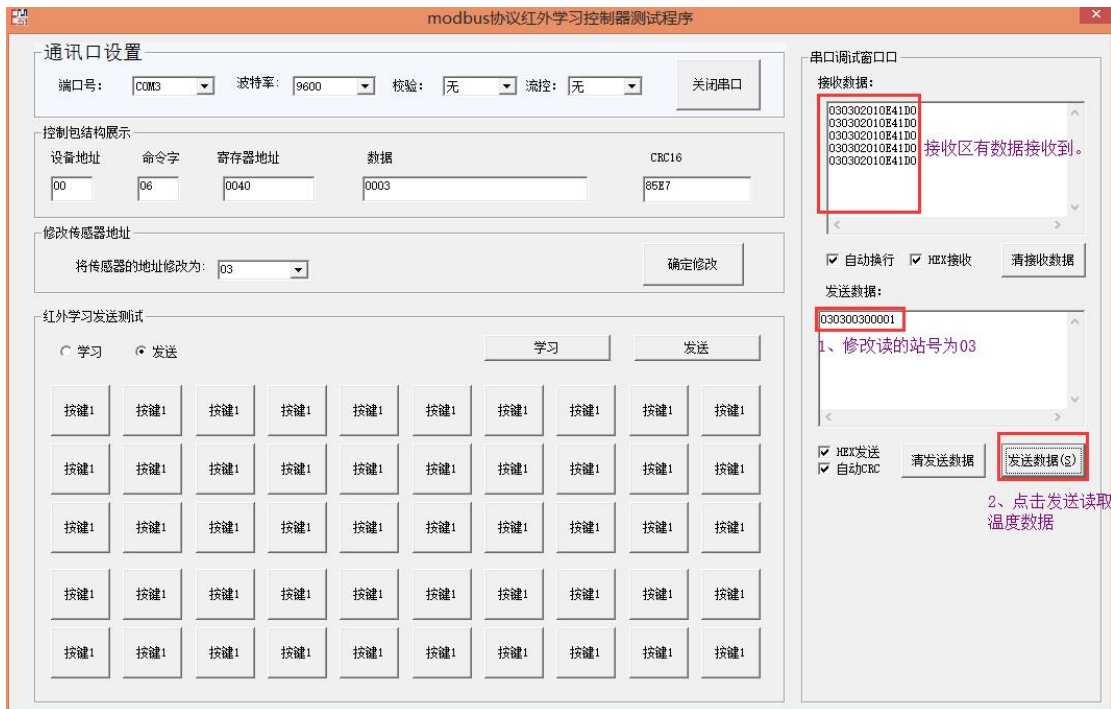 modbus协议红外学习控制器测试程序
通讯口设置
端口号: COM3 波特率: 9600 校验: 无 流控: 无 关闭串口
控制包结构展示
设备地址 命令字 寄存器地址 数据 CRC16
00 06 0040 0003 85E7
修改传感器地址
将传感器的地址修改为: 03 确定修改
红外学习发送测试
学习 发送 学习 发送
按键1 按键1 按键1 按键1 按键1 按键1 按键1 按键1 按键1 按键1
按键1 按键1 按键1 按键1 按键1 按键1 按键1 按键1 按键1 按键1
按键1 按键1 按键1 按键1 按键1 按键1 按键1 按键1 按键1 按键1
按键1 按键1 按键1 按键1 按键1 按键1 按键1 按键1 按键1 按键1
按键1 按键1 按键1 按键1 按键1 按键1 按键1 按键1 按键1 按键1
串口调试窗口口
接收数据:
030302010E41D0
030302010E41D0
030302010E41D0
030302010E41D0 接收区有数据接收到。
030302010E41D0
自动换行 HEX接收 清接收数据
发送数据:
030300300001
1、修改读的站号为03
HEX发送
自动CRC 清发送数据 发送数据(S)
2、点击发送读取
温度数据